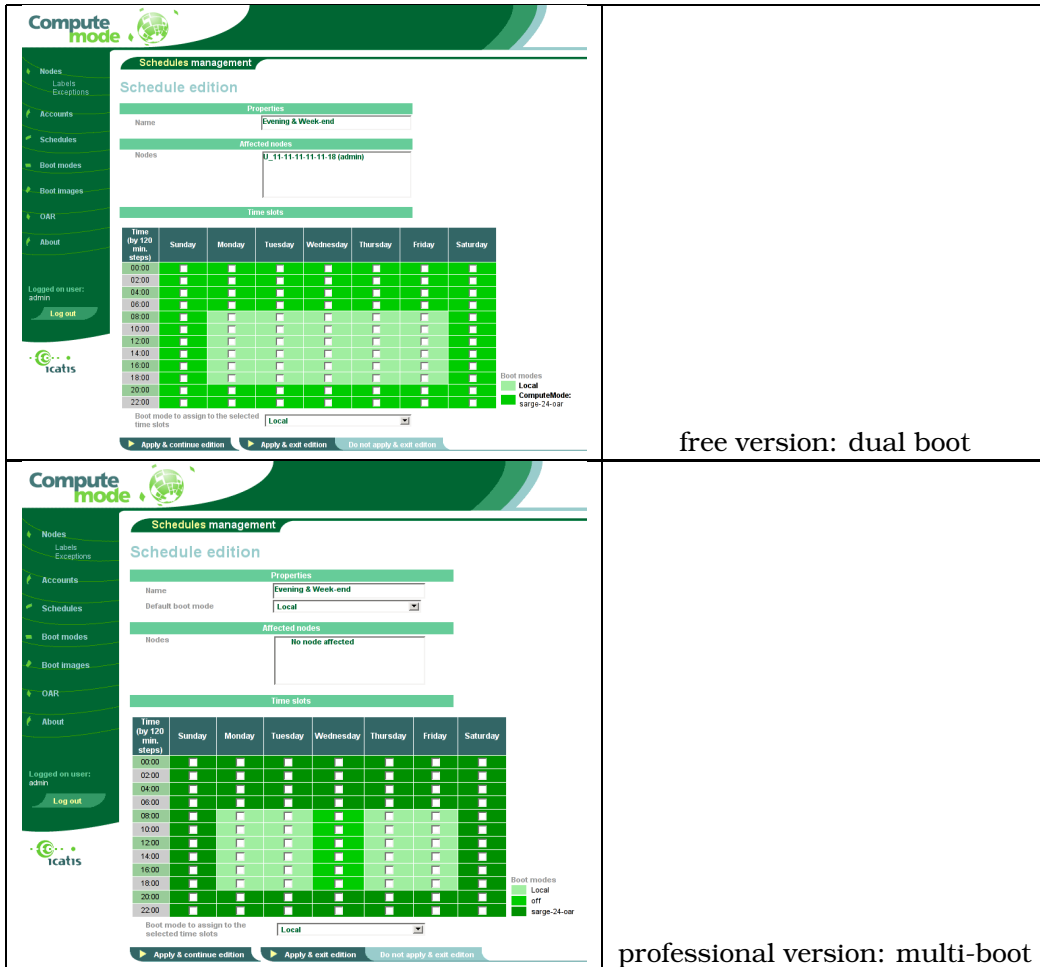 Compute
mode
Schedules management
Nodes
Labels
Exceptions
Accounts
Schedules
Boot modes
Boot images
OAR
About
Logged on user:
admin
Log out
icatis
Schedule edition
Properties
Name Evening & Week-end
Affected nodes
Nodes U_11-11-11-11-11-18 (admin)
Time slots
Time (by 120 min. steps) Sunday Monday Tuesday Wednesday Thursday Friday Saturday
00:00
02:00
04:00
06:00
08:00
10:00
12:00
14:00
16:00
18:00
20:00
22:00
Boot modes
Local
ComputeMode:
sarge-24-oar
Boot mode to assign to the selected
time slots Local
Apply & continue edition Apply & exit edition Do not apply & exit editon
free version: dual boot
Compute
mode
Schedules management
Nodes
Labels
Exceptions
Accounts
Schedules
Boot modes
Boot images
OAR
About
Logged on user:
admin
Log out
icatis
Schedule edition
Properties
Name Evening & Week-end
Default boot mode Local
Affected nodes
Nodes No node affected
Time slots
Time (by 120 min. steps) Sunday Monday Tuesday Wednesday Thursday Friday Saturday
00:00
02:00
04:00
06:00
08:00
10:00
12:00
14:00
16:00
18:00
20:00
22:00
Boot modes
Local
off
sarge-24-oar
Boot mode to assign to the
selected time slots Local
Apply & continue edition Apply & exit edition Do not apply & exit editon
professional version: multi-boot